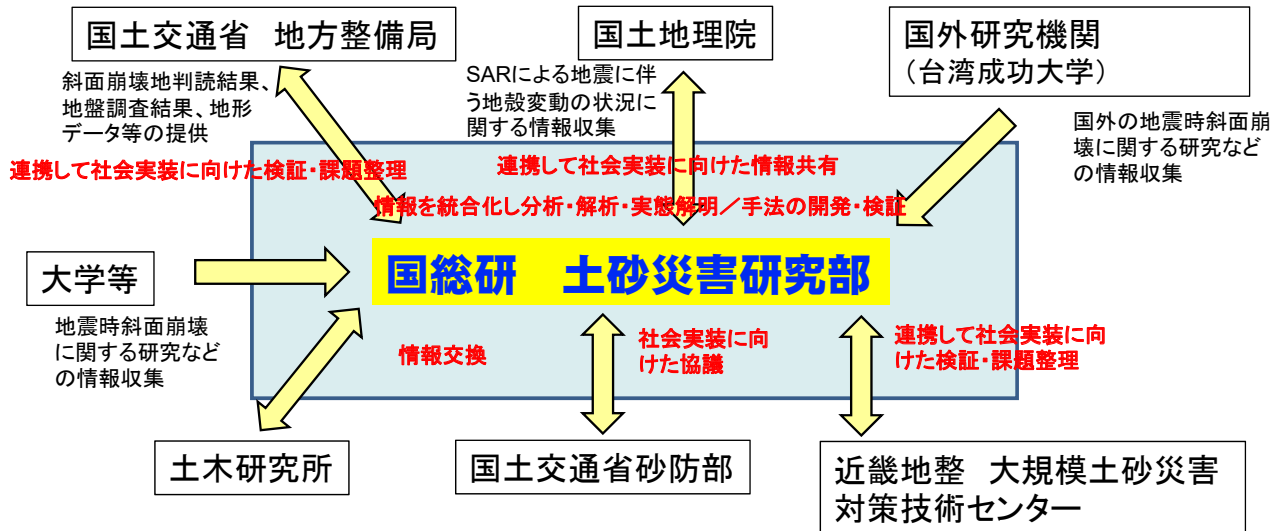 国土交通省 地方整備局
国土地理院
国外研究機関
(台湾成功大学)
斜面崩壊地判読結果、
地盤調査結果、地形
データ等の提供
SARによる地震に伴
う地殻変動の状況に
関する情報収集
国外の地震時斜面崩
壊に関する研究など
の情報収集
連携して社会実装に向けた検証・課題整理
連携して社会実装に向けた情報共有
情報を統合化し分析・解析・実態解明／手法の開発・検証
国総研 土砂災害研究部
大学等
地震時斜面崩壊
に関する研究など
の情報収集
情報交換
社会実装に向
けた協議
連携して社会実装に向
けた検証・課題整理
土木研究所
国土交通省砂防部
近畿地整 大規模土砂災害
対策技術センター